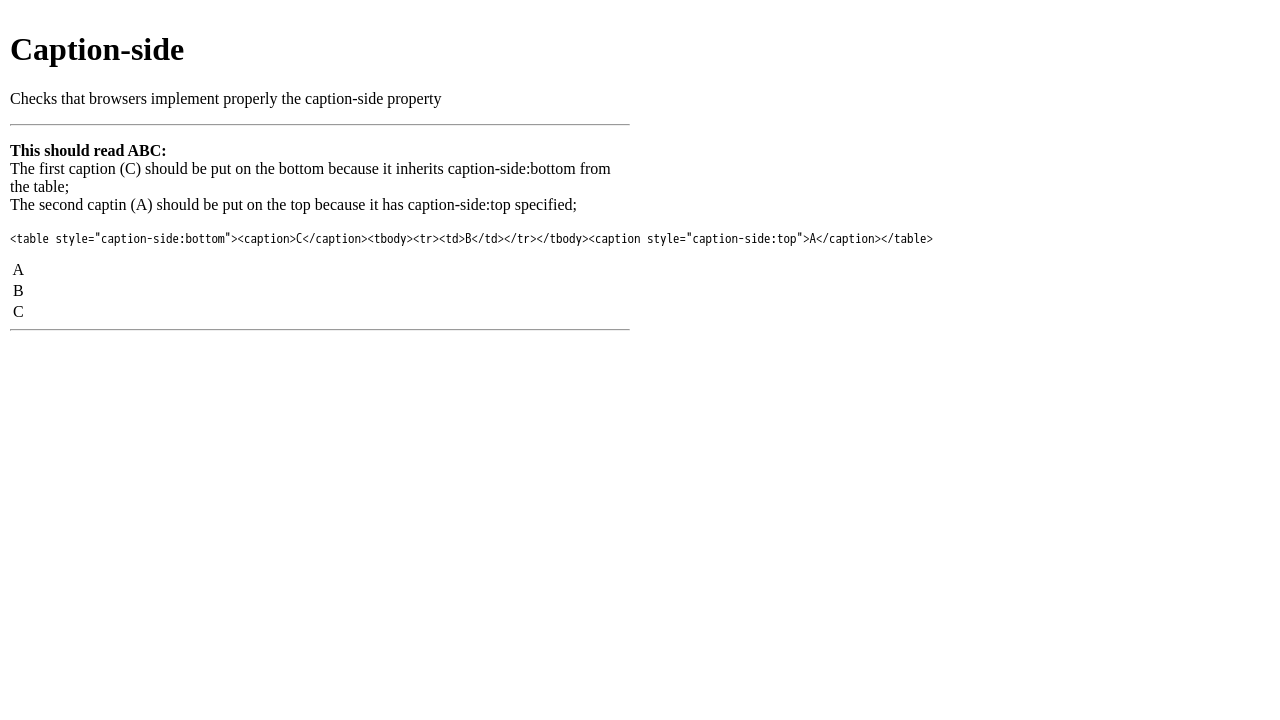 Caption-side
Checks that browsers implement properly the caption-side property
This should read ABC:
The first caption (C) should be put on the bottom because it inherits caption-side:bottom from
the table;
The second captin (A) should be put on the top because it has caption-side:top specified;
<table style="caption-side:bottom"><caption>C</caption><tbody><tr><td>B</td></tr></tbody><caption style="caption-side:top">A</caption></table>
A
B
C